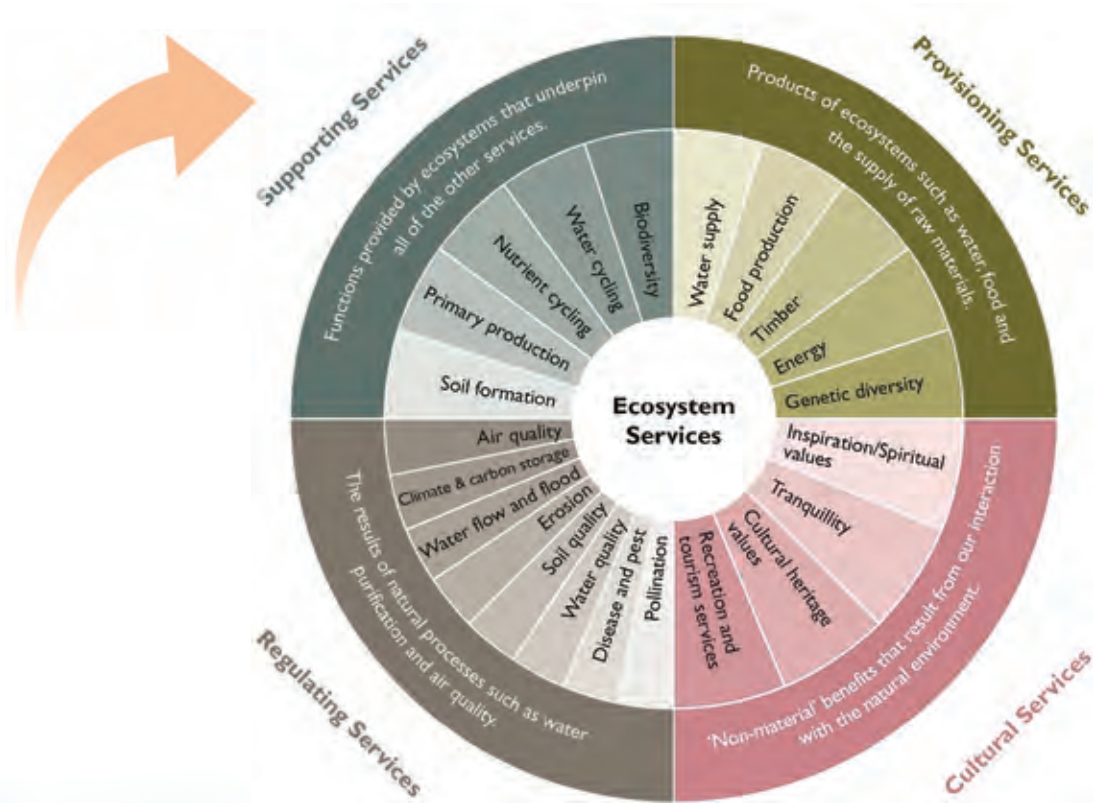 Supporting Services
Functions provided by ecosystems that underpin
all of the other services.
Biodiversity
Water cycling
Nutrient cycling
Primary production
Soil formation
Provisioning Services
Products of ecosystems such as water, food and
the supply of raw materials.
Water supply
Food production
Timber
Energy
Genetic diversity
Ecosystem
Services
Regulating Services
The results of natural processes such as water
purification and air quality.
Air quality
Climate & carbon storage
Water flow and flood
Erosion
Soil quality
Water quality
Disease and pest
Pollination
Cultural Services
'Non-material' benefits that result from our interaction
with the natural environment.
Inspiration/Spiritual
values
Tranquillity
Cultural heritage
values
Recreation and
tourism services